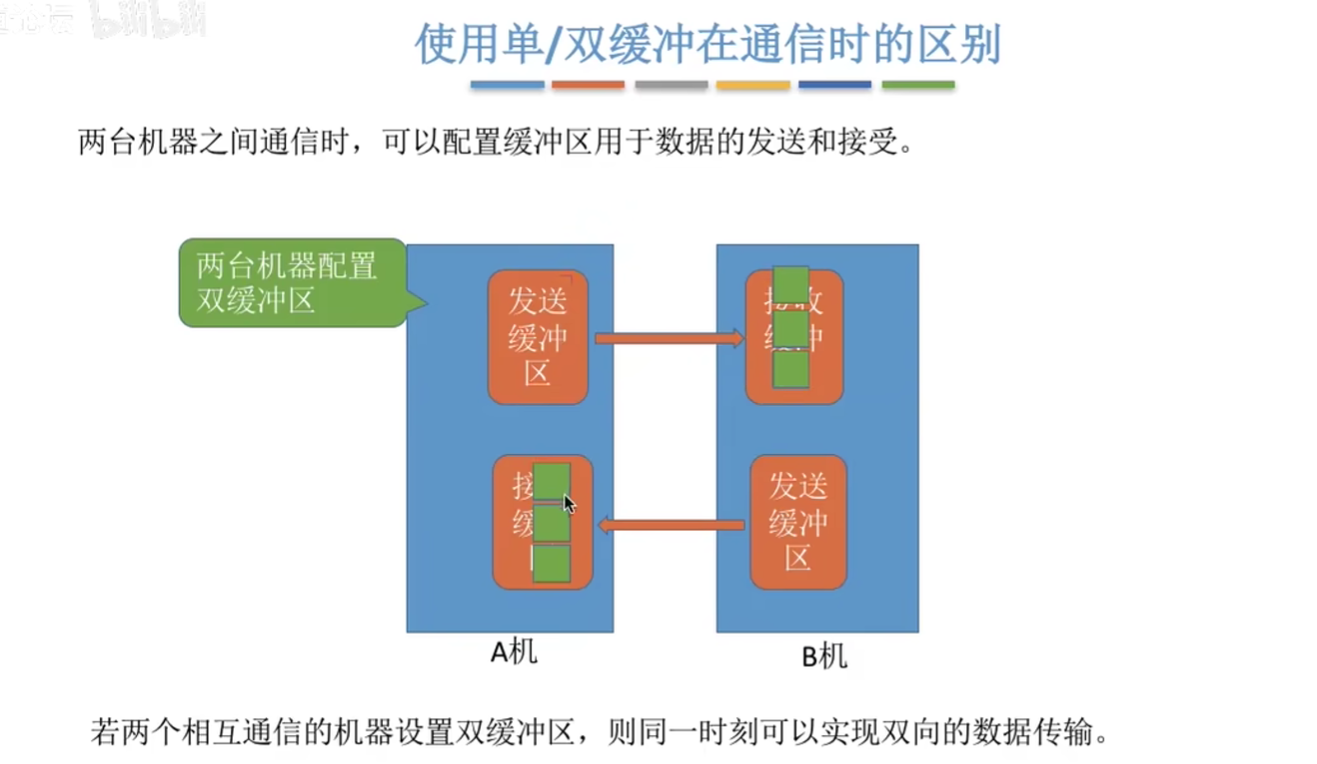 bilibili
使用单/双缓冲在通信时的区别
两台机器之间通信时，可以配置缓冲区用于数据的发送和接受。
两台机器配置
双缓冲区
发送
缓冲
区
接收
缓冲
接
缓
发送
缓冲
区
A机
B机
若两个相互通信的机器设置双缓冲区，则同一时刻可以实现双向的数据传输。